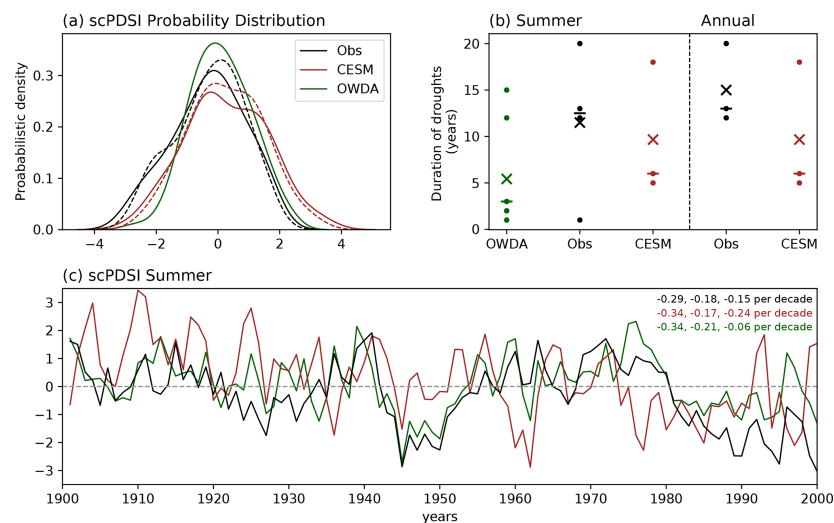 (a) scPDSI Probability Distribution
Proabilistic density
0.3
0.2
0.1
0.0
−4 −2 0 2 4
Obs
CESM
OWDA
(b) Summer Annual
Duration of droughts
(years)
20
15
10
5
0
OWDA Obs CESM Obs CESM
(c) scPDSI Summer
3
2
1
0
−1
−2
−3
-0.29, -0.18, -0.15 per decade
-0.34, -0.17, -0.24 per decade
-0.34, -0.21, -0.06 per decade
1900 1910 1920 1930 1940 1950 1960 1970 1980 1990 2000
years